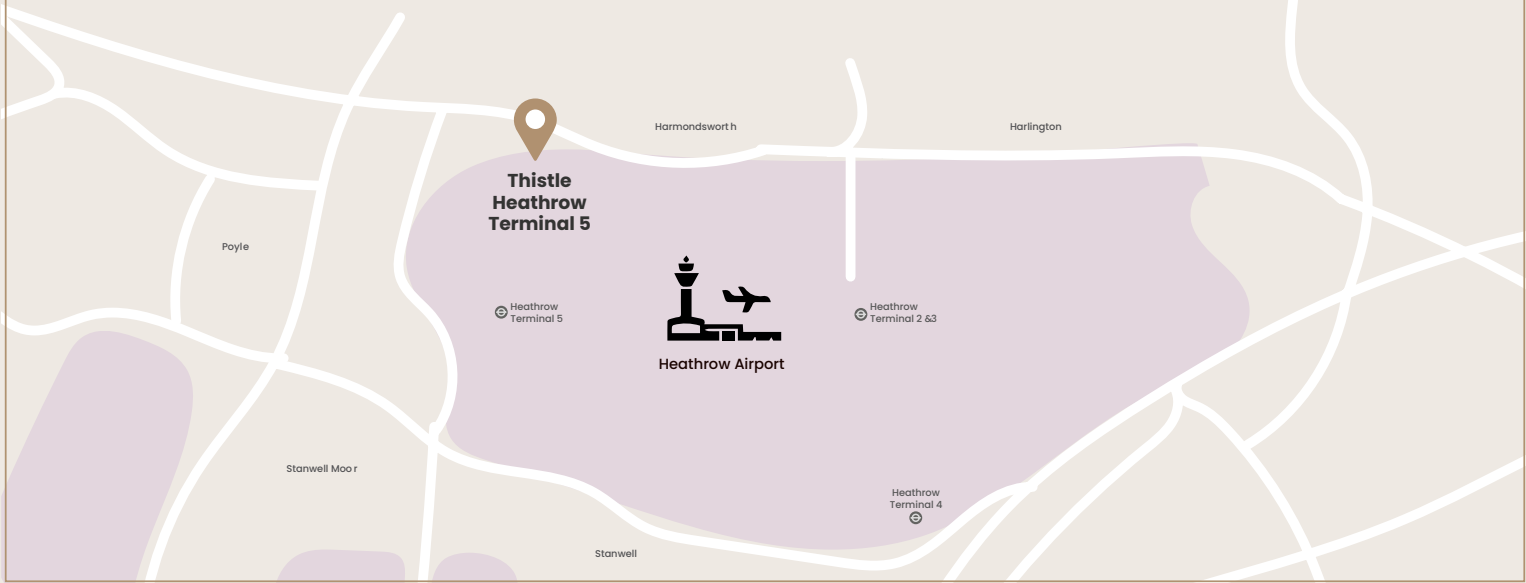 Harmondsworth
Harlington
Thistle
Heathrow
Terminal 5
Poyle
Heathrow
Terminal 5
Heathrow
Terminal 2 &3
Heathrow Airport
Stanwell Moor
Heathrow
Terminal 4
Stanwell